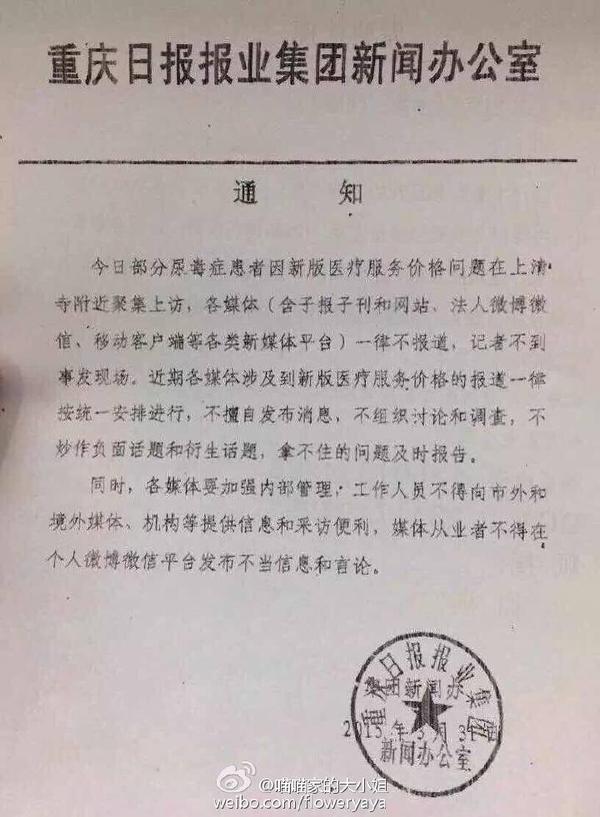 重庆日报报业集团新闻办公室
通 知
今日部分尿毒症患者因新版医疗服务价格问题在上清
寺附近聚集上访，各媒体（含子报子刊和网站、法人微博微
信、移动客户端等各类新媒体平台）一律不报道，记者不到
事发现场。近期各媒体涉及到新版医疗服务价格的报道一律
按统一安排进行，不擅自发布消息，不组织讨论和调查，不
炒作负面话题和衍生话题，拿不住的问题及时报告。
同时，各媒体要加强内部管理，工作人员不得向市外和
境外媒体、机构等提供信息和采访便利，媒体从业者不得在
个人微博微信平台发布不当信息和言论。
重庆日报报业集团
集团新闻办
2015 年 3 月 31 日
新闻办公室
@喵喵家的大小姐
weibo.com/floweryaya